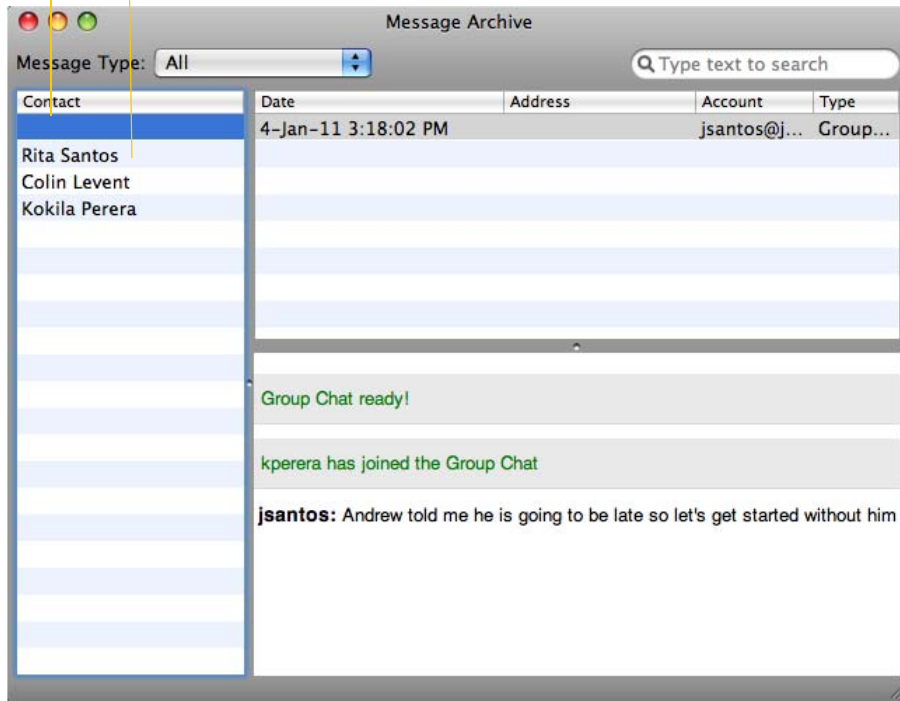 Message Archive
Message Type: All
Type text to search
Contact
Rita Santos
Colin Levent
Kokila Perera
Date Address Account Type
4-Jan-11 3:18:02 PM jsantos@j... Group...
Group Chat ready!
kperera has joined the Group Chat
jsantos: Andrew told me he is going to be late so let's get started without him